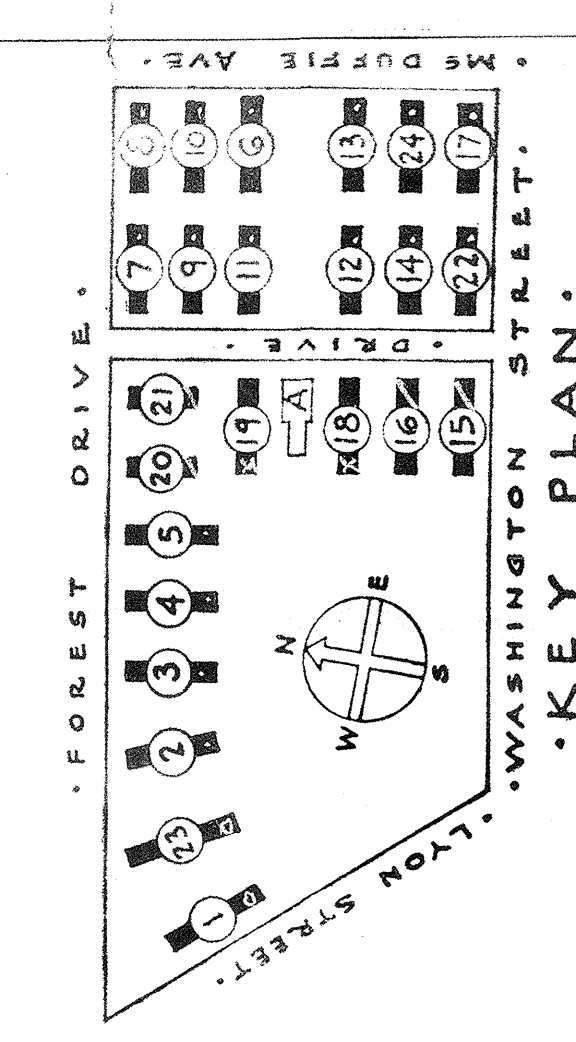 · Mc DUFFIE AVE. ·
8
10
6
13
24
17
7
9
11
12
14
22
· DRIVE ·
21
19
A
18
16
15
20
5
4
3
2
23
1
N
E
S
W
· FOREST DRIVE ·
· WASHINGTON STREET ·
· LYON STREET ·
· KEY PLAN ·